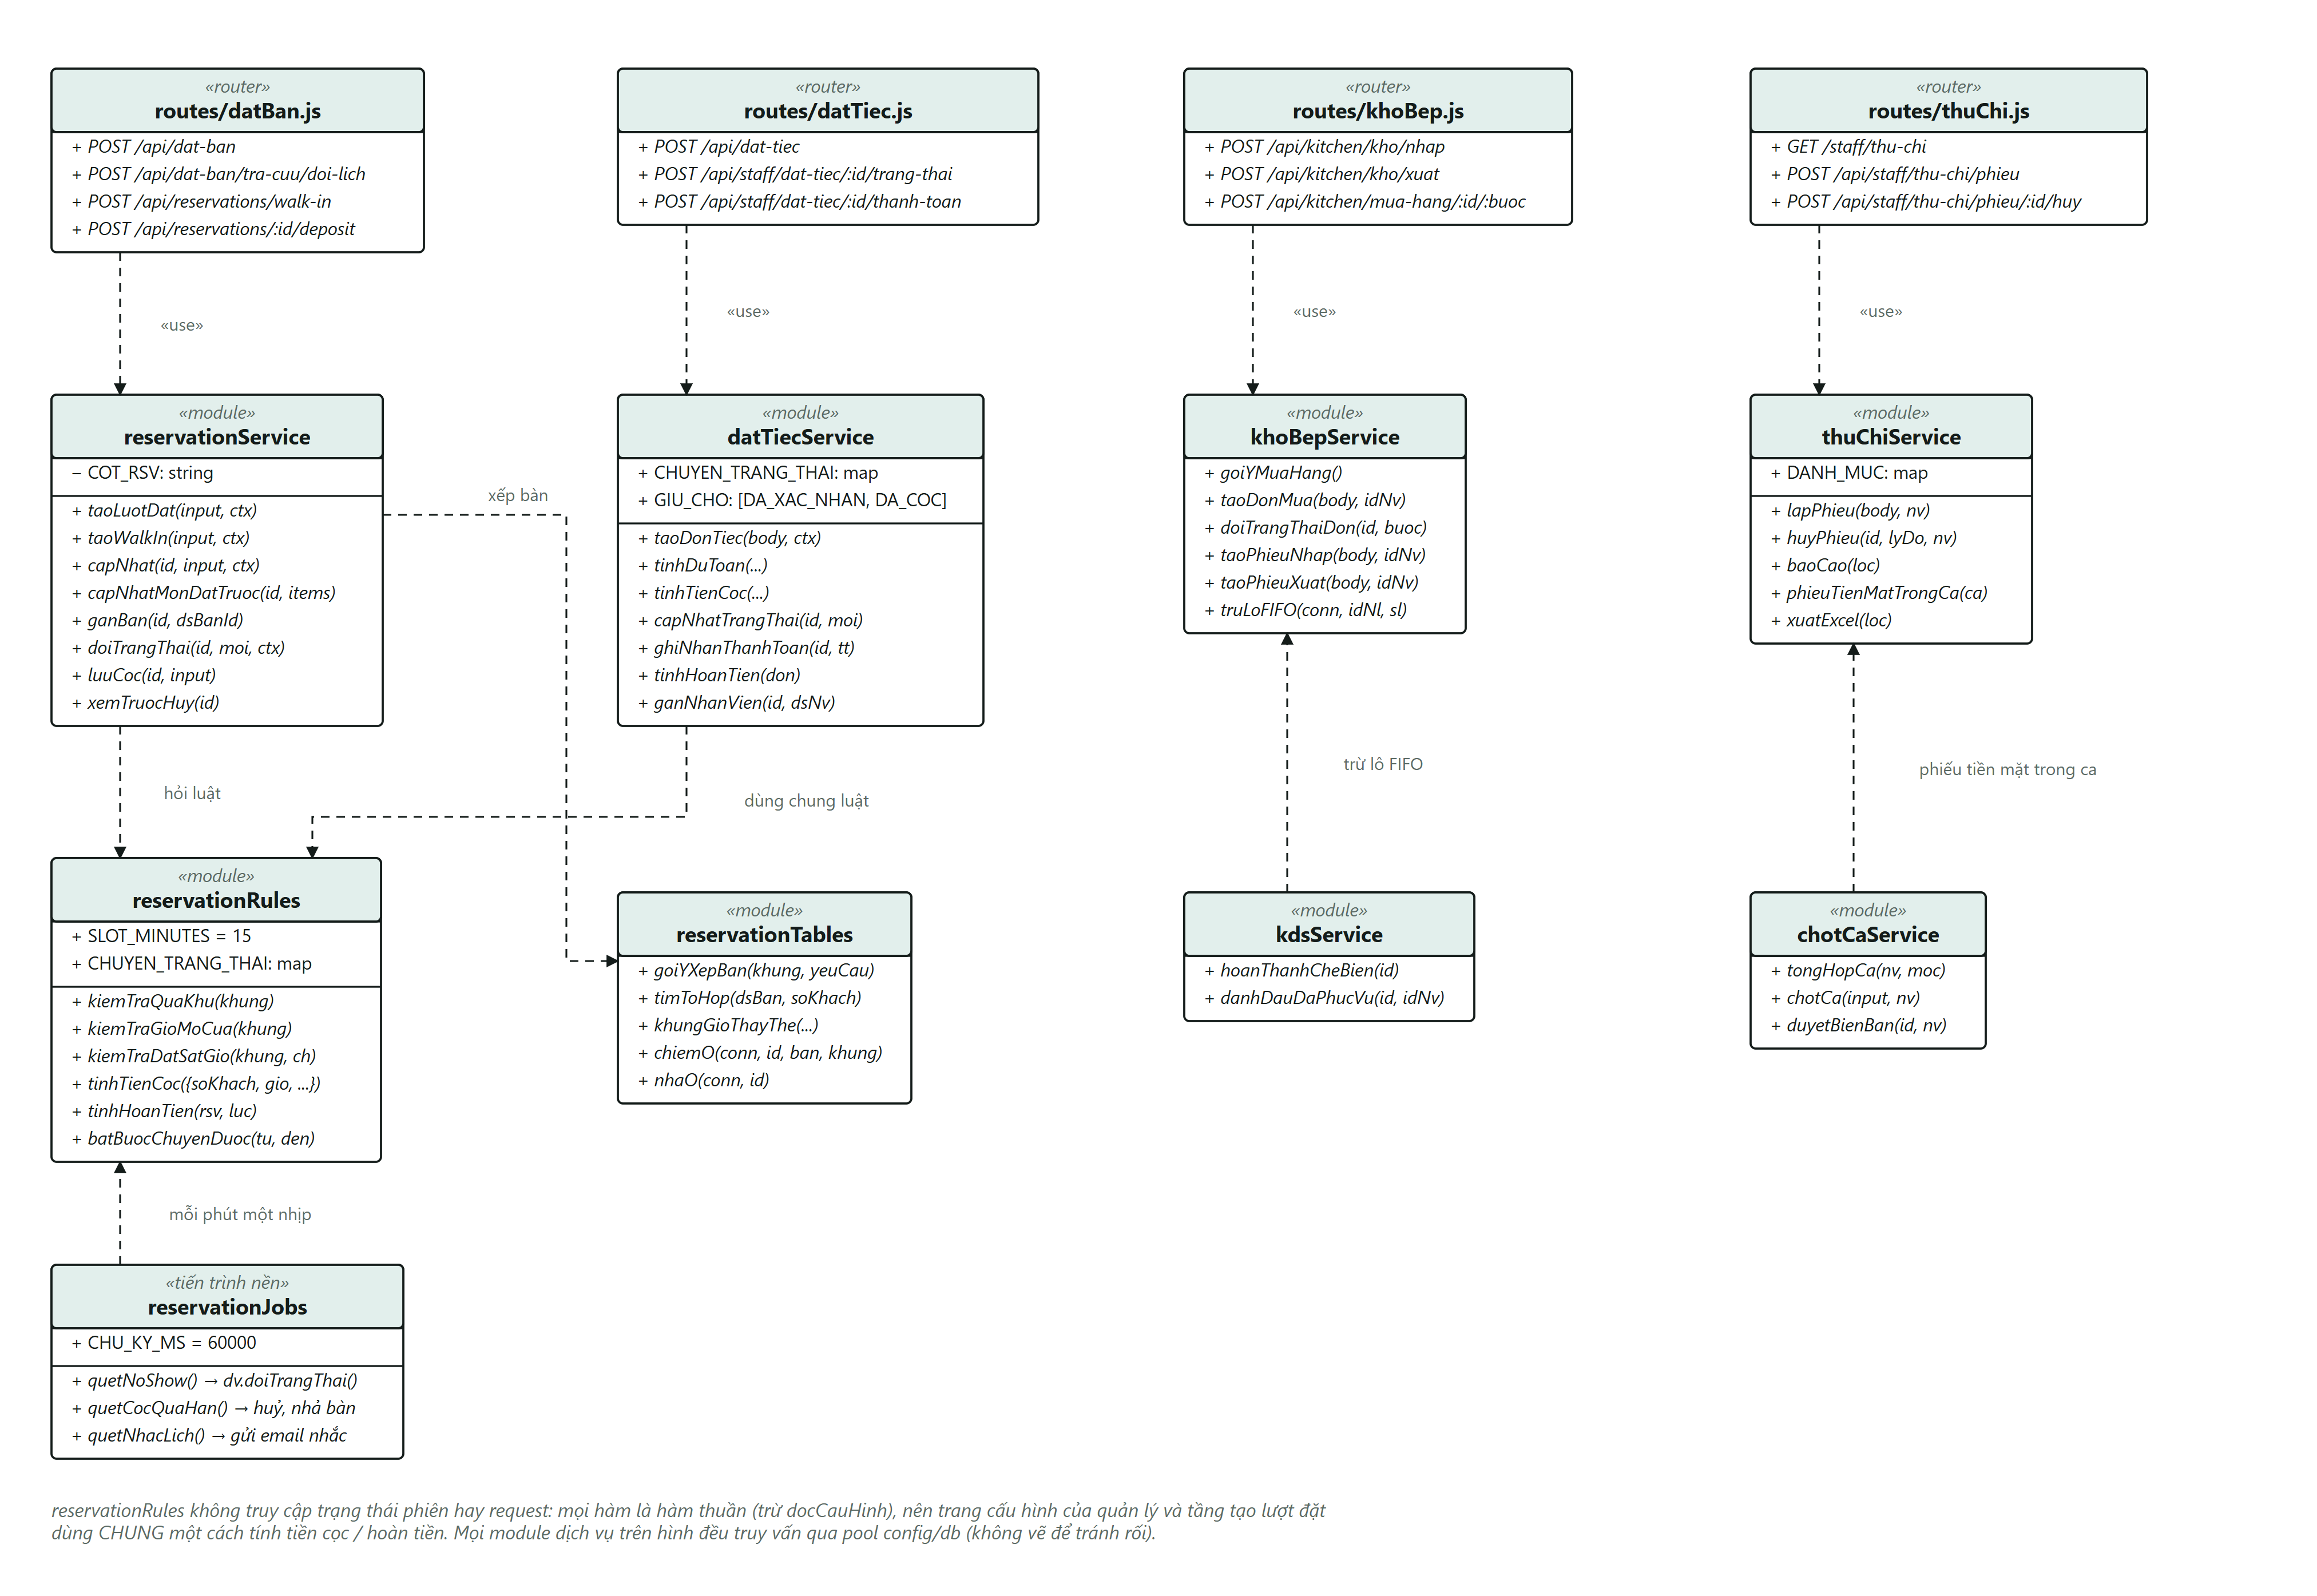 «router»
routes/datBan.js
+ POST /api/dat-ban
+ POST /api/dat-ban/tra-cuu/doi-lich
+ POST /api/reservations/walk-in
+ POST /api/reservations/:id/deposit
«router»
routes/datTiec.js
+ POST /api/dat-tiec
+ POST /api/staff/dat-tiec/:id/trang-thai
+ POST /api/staff/dat-tiec/:id/thanh-toan
«router»
routes/khoBep.js
+ POST /api/kitchen/kho/nhap
+ POST /api/kitchen/kho/xuat
+ POST /api/kitchen/mua-hang/:id/:buoc
«router»
routes/thuChi.js
+ GET /staff/thu-chi
+ POST /api/staff/thu-chi/phieu
+ POST /api/staff/thu-chi/phieu/:id/huy
«use»
«use»
«use»
«use»
«module»
reservationService
− COT_RSV: string
+ taoLuotDat(input, ctx)
+ taoWalkIn(input, ctx)
+ capNhat(id, input, ctx)
+ capNhatMonDatTruoc(id, items)
+ ganBan(id, dsBanId)
+ doiTrangThai(id, moi, ctx)
+ luuCoc(id, input)
+ xemTruocHuy(id)
xếp bàn
«module»
datTiecService
+ CHUYEN_TRANG_THAI: map
+ GIU_CHO: [DA_XAC_NHAN, DA_COC]
+ taoDonTiec(body, ctx)
+ tinhDuToan(...)
+ tinhTienCoc(...)
+ capNhatTrangThai(id, moi)
+ ghiNhanThanhToan(id, tt)
+ tinhHoanTien(don)
+ ganNhanVien(id, dsNv)
«module»
khoBepService
+ goiYMuaHang()
+ taoDonMua(body, idNv)
+ doiTrangThaiDon(id, buoc)
+ taoPhieuNhap(body, idNv)
+ taoPhieuXuat(body, idNv)
+ truLoFIFO(conn, idNl, sl)
«module»
thuChiService
+ DANH_MUC: map
+ lapPhieu(body, nv)
+ huyPhieu(id, lyDo, nv)
+ baoCao(loc)
+ phieuTienMatTrongCa(ca)
+ xuatExcel(loc)
hỏi luật
dùng chung luật
trừ lô FIFO
phiếu tiền mặt trong ca
«module»
reservationRules
+ SLOT_MINUTES = 15
+ CHUYEN_TRANG_THAI: map
+ kiemTraQuaKhu(khung)
+ kiemTraGioMoCua(khung)
+ kiemTraDatSatGio(khung, ch)
+ tinhTienCoc({soKhach, gio, ...})
+ tinhHoanTien(rsv, luc)
+ batBuocChuyenDuoc(tu, den)
«module»
reservationTables
+ goiYXepBan(khung, yeuCau)
+ timToHop(dsBan, soKhach)
+ khungGioThayThe(...)
+ chiemO(conn, id, ban, khung)
+ nhaO(conn, id)
«module»
kdsService
+ hoanThanhCheBien(id)
+ danhDauDaPhucVu(id, idNv)
«module»
chotCaService
+ tongHopCa(nv, moc)
+ chotCa(input, nv)
+ duyetBienBan(id, nv)
mỗi phút một nhịp
«tiến trình nền»
reservationJobs
+ CHU_KY_MS = 60000
+ quetNoShow() → dv.doiTrangThai()
+ quetCocQuaHan() → huỷ, nhả bàn
+ quetNhacLich() → gửi email nhắc
reservationRules không truy cập trạng thái phiên hay request: mọi hàm là hàm thuần (trừ docCauHinh), nên trang cấu hình của quản lý và tầng tạo lượt đặt
dùng CHUNG một cách tính tiền cọc / hoàn tiền. Mọi module dịch vụ trên hình đều truy vấn qua pool config/db (không vẽ để tránh rối).